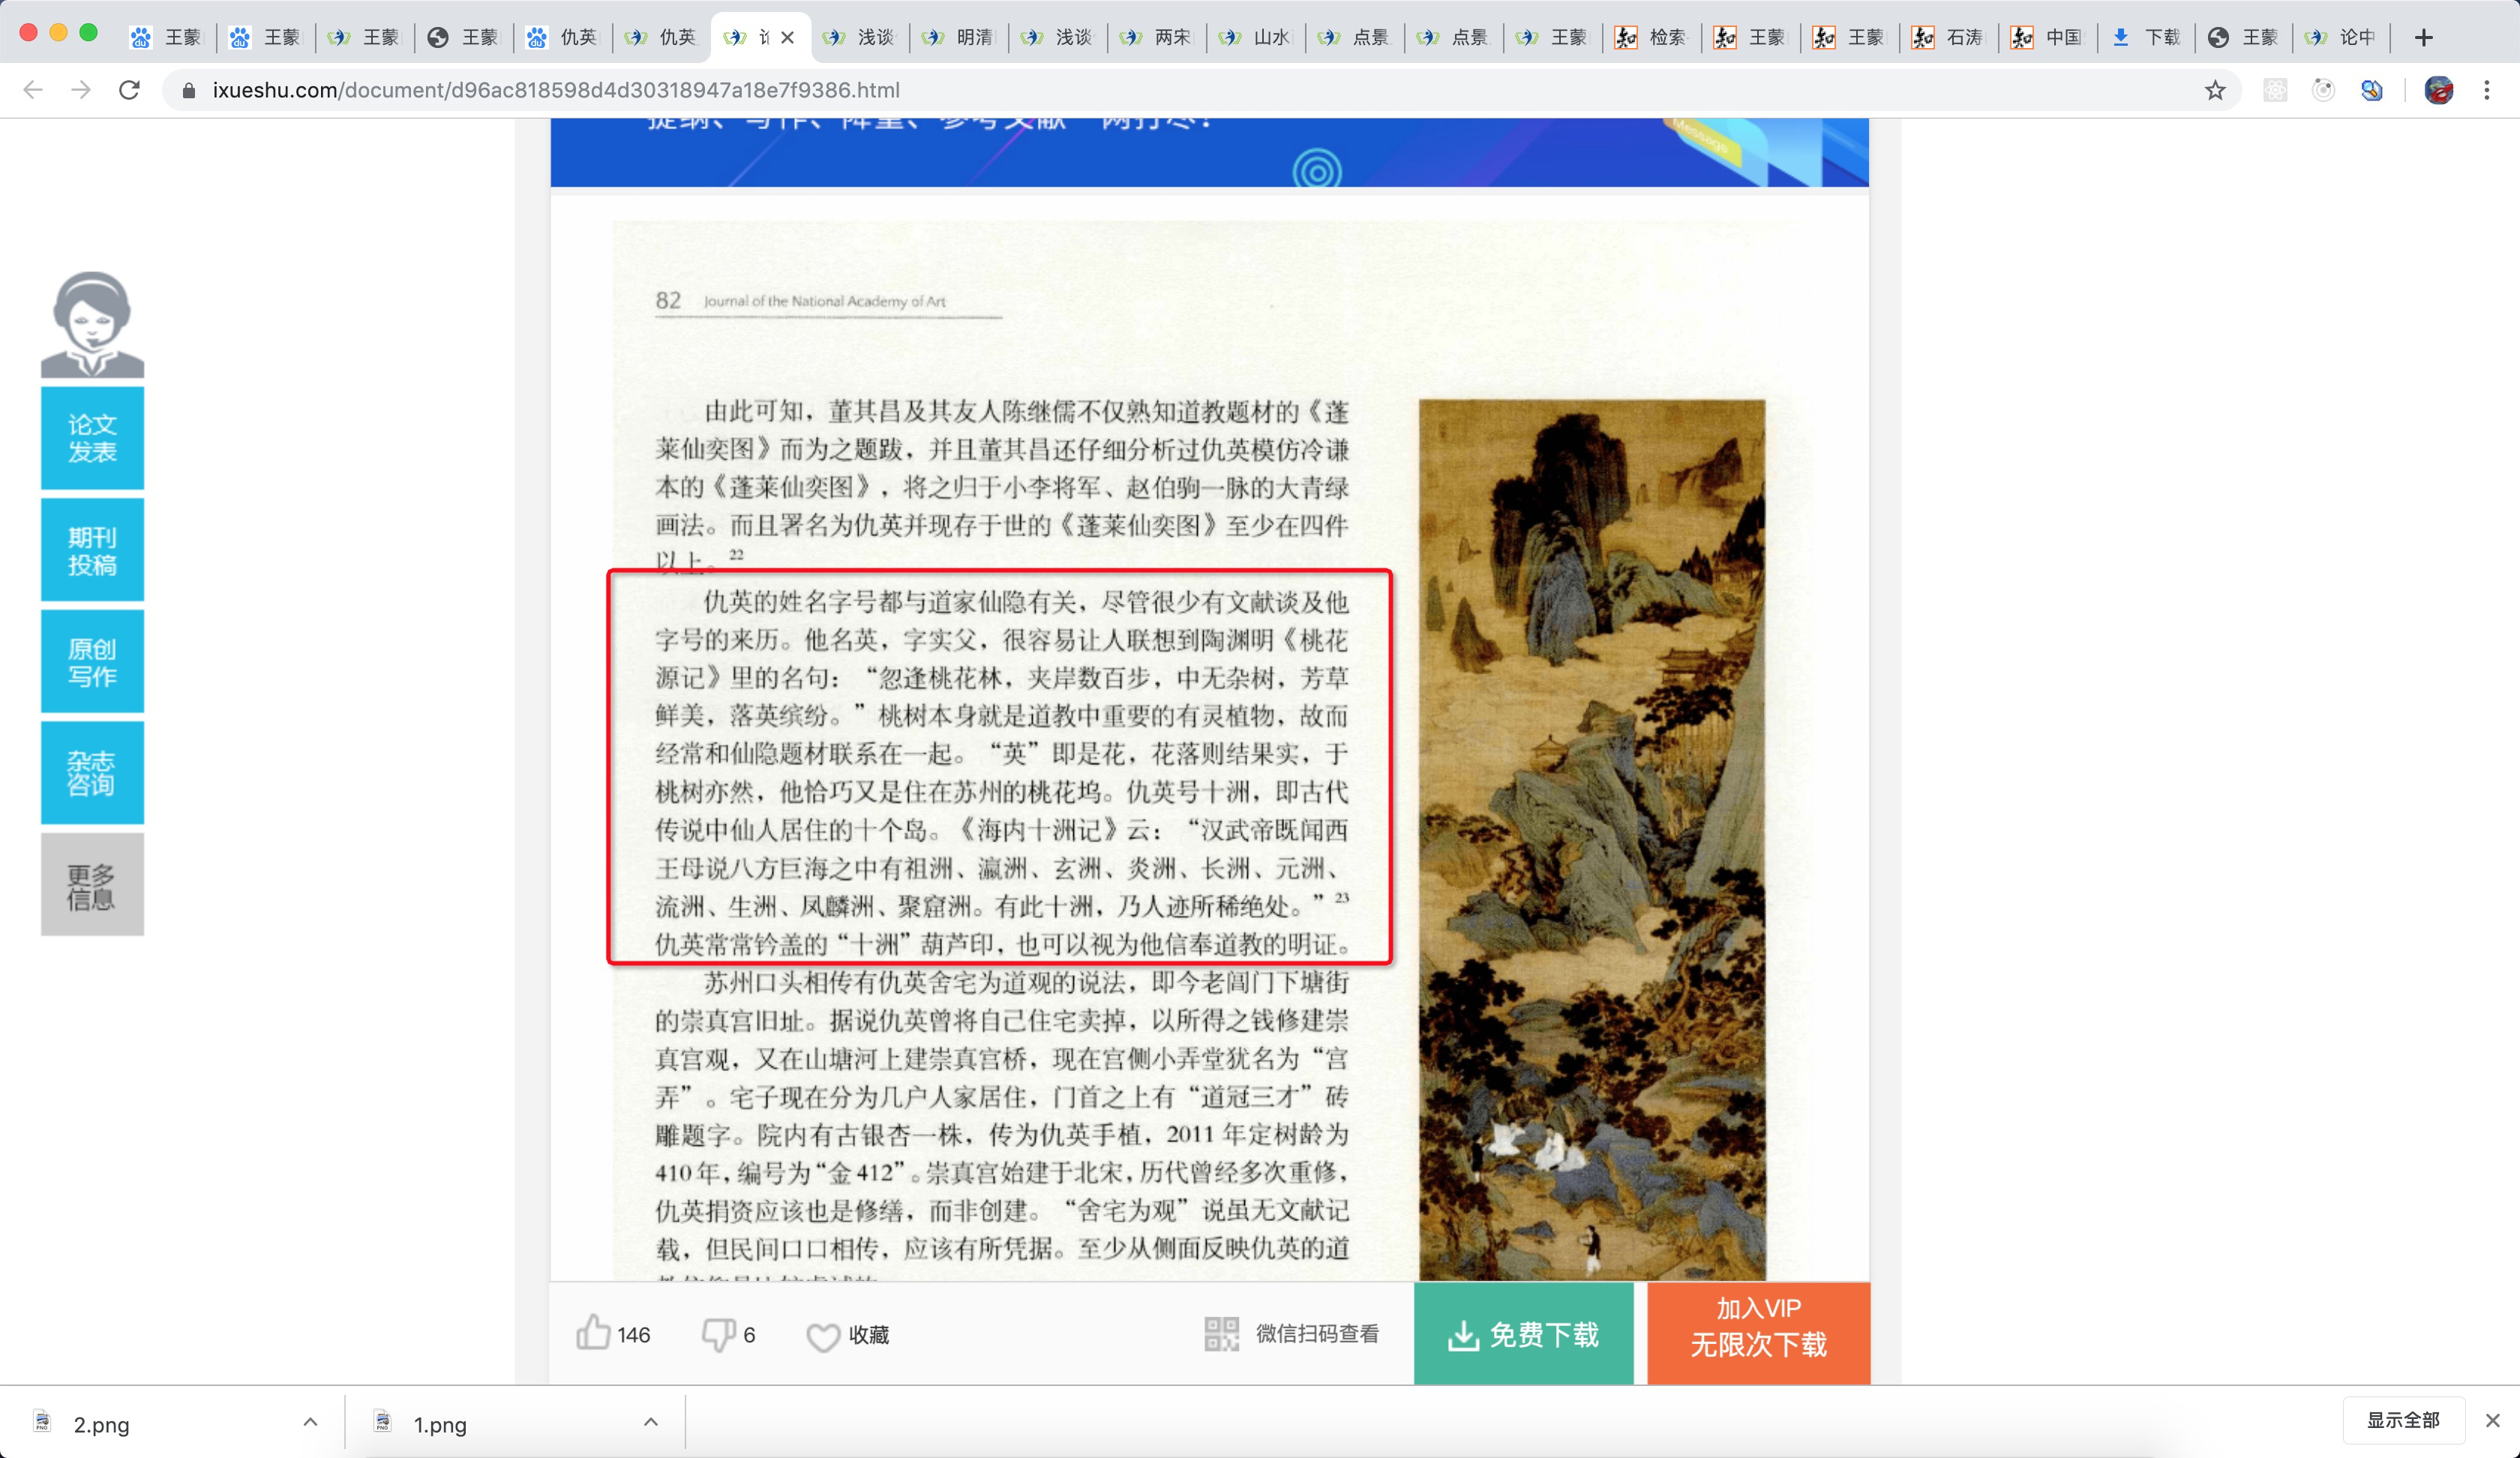 王蒙
王蒙
王蒙
王蒙
仇英
仇英
浅谈
明清
浅谈
两宋
山水
点景
点景
王蒙
检索
王蒙
王蒙
石涛
中国
下载
王蒙
论中
ixueshu.com/document/d96ac818598d4d30318947a18e7f9386.html
Message
论文
发表
期刊
投稿
原创
写作
杂志
咨询
更多
信息
82 Journal of the National Academy of Art
由此可知，董其昌及其友人陈继儒不仅熟知道教题材的《蓬
莱仙奕图》而为之题跋，并且董其昌还仔细分析过仇英模仿冷谦
本的《蓬莱仙奕图》，将之归于小李将军、赵伯驹一脉的大青绿
画法。而且署名为仇英并现存于世的《蓬莱仙奕图》至少在四件
以上。22
仇英的姓名字号都与道家仙隐有关，尽管很少有文献谈及他
字号的来历。他名英，字实父，很容易让人联想到陶渊明《桃花
源记》里的名句：“忽逢桃花林，夹岸数百步，中无杂树，芳草
鲜美，落英缤纷。”桃树本身就是道教中重要的有灵植物，故而
经常和仙隐题材联系在一起。“英”即是花，花落则结果实，于
桃树亦然，他恰巧又是住在苏州的桃花坞。仇英号十洲，即古代
传说中仙人居住的十个岛。《海内十洲记》云：“汉武帝既闻西
王母说八方巨海之中有祖洲、瀛洲、玄洲、炎洲、长洲、元洲、
流洲、生洲、凤麟洲、聚窟洲。有此十洲，乃人迹所稀绝处。”23
仇英常常钤盖的“十洲”葫芦印，也可以视为他信奉道教的明证。
苏州口头相传有仇英舍宅为道观的说法，即今老阊门下塘街
的崇真宫旧址。据说仇英曾将自己住宅卖掉，以所得之钱修建崇
真宫观，又在山塘河上建崇真宫桥，现在宫侧小弄堂犹名为“宫
弄”。宅子现在分为几户人家居住，门首之上有“道冠三才”砖
雕题字。院内有古银杏一株，传为仇英手植，2011 年定树龄为
410年，编号为“金412”。崇真宫始建于北宋，历代曾经多次重修，
仇英捐资应该也是修缮，而非创建。“舍宅为观”说虽无文献记
载，但民间口口相传，应该有所凭据。至少从侧面反映仇英的道
146
6
收藏
微信扫码查看
免费下载
加入VIP
无限次下载
2.png
1.png
显示全部